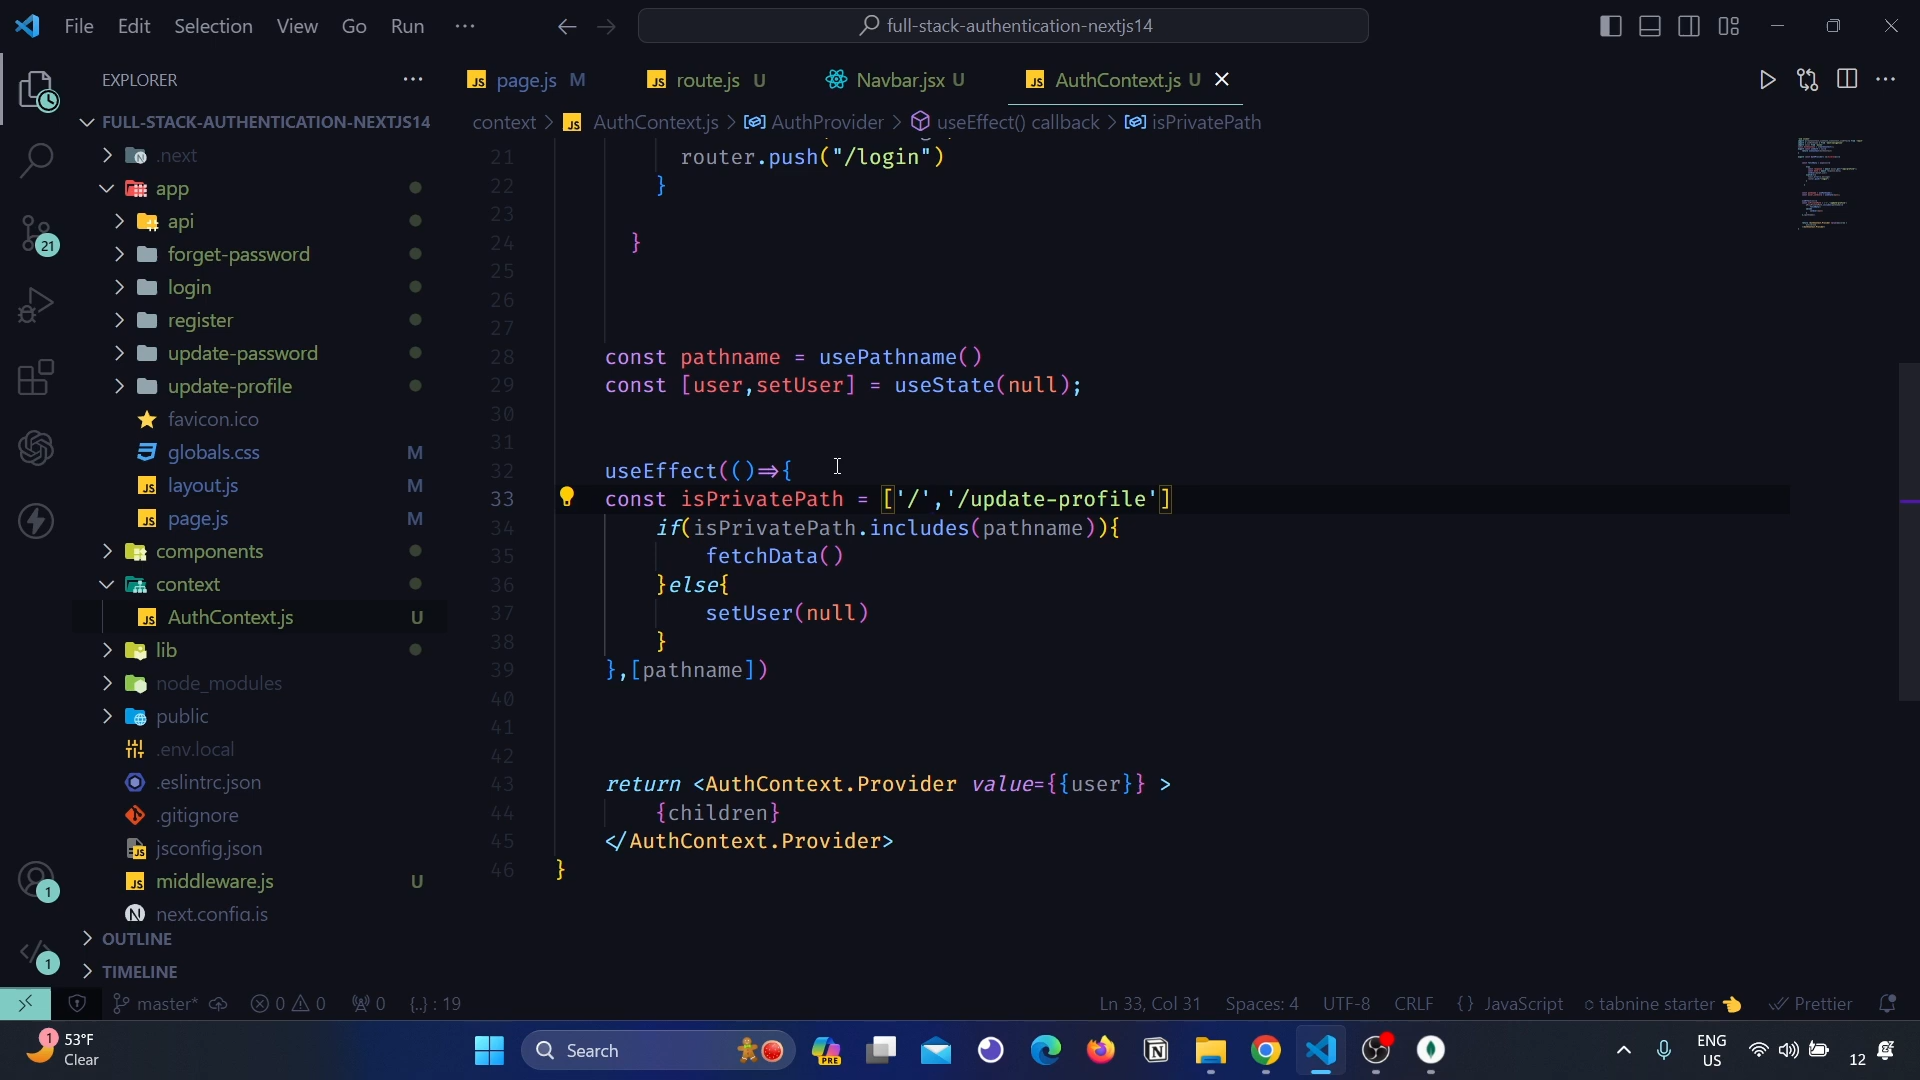 File Edit Selection View Go Run ...
full-stack-authentication-nextjs14
EXPLORER
page.js M
route.js U
Navbar.jsx U
AuthContext.js U
FULL-STACK-AUTHENTICATION-NEXTJS14
context > AuthContext.js > AuthProvider > useEffect() callback > isPrivatePath
.next
app
api
forget-password
login
register
update-password
update-profile
favicon.ico
globals.css M
layout.js M
page.js M
components
context
AuthContext.js U
lib
node_modules
public
.env.local
.eslintrc.json
.gitignore
jsconfig.json
middleware.js U
next.config.js
OUTLINE
TIMELINE
21 router.push("/login")
22 }
23
24 }
25
26
27
28 const pathname = usePathname()
29 const [user,setUser] = useState(null);
30
31
32 useEffect(()=>{
33 const isPrivatePath = ['/','/update-profile']
34 if(isPrivatePath.includes(pathname)){
35 fetchData()
36 }else{
37 setUser(null)
38 }
39 },[pathname])
40
41
42
43 return <AuthContext.Provider value={{user}} >
44 {children}
45 </AuthContext.Provider>
46 }
21
1
1
master* 0 0 0 {..} : 19
Ln 33, Col 31 Spaces: 4 UTF-8 CRLF {} JavaScript tabnine starter Prettier
1
53°F
Clear
Search
PRE
ENG
US
12